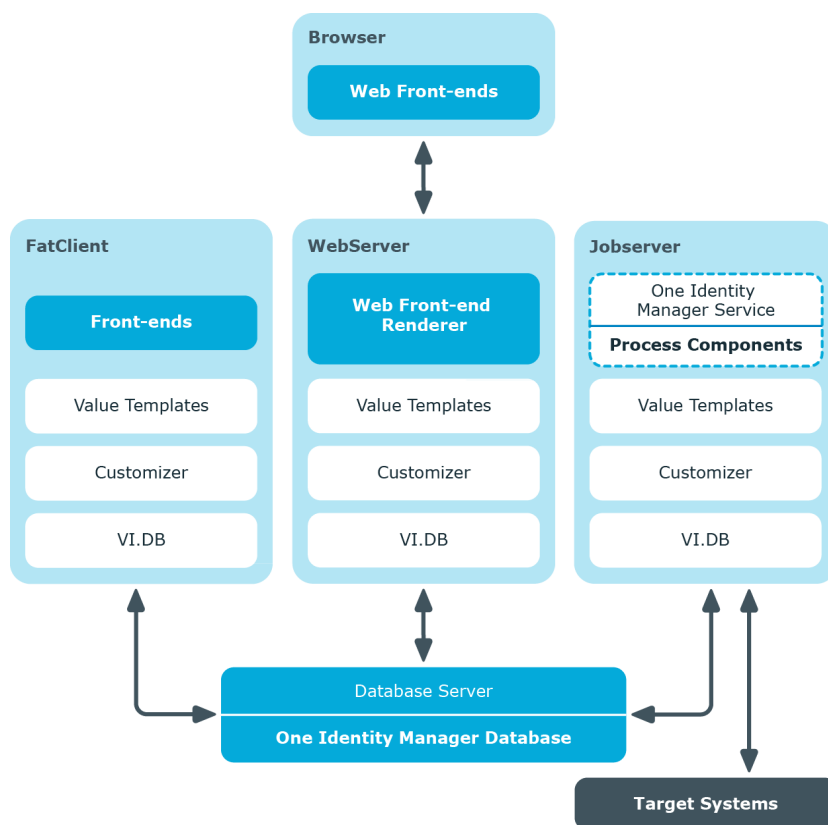 Browser
Web Front-ends
FatClient
Front-ends
Value Templates
Customizer
VI.DB
WebServer
Web Front-end
Renderer
Value Templates
Customizer
VI.DB
Jobserver
One Identity
Manager Service
Process Components
Value Templates
Customizer
VI.DB
Database Server
One Identity Manager Database
Target Systems